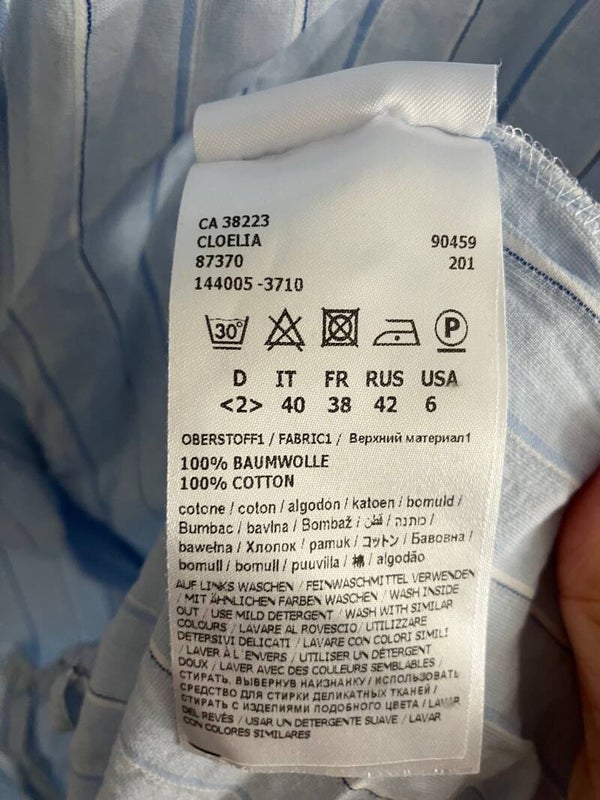 CA 38223
CLOELIA 90459
87370 201
144005 -3710
30° P
D IT FR RUS USA
<2> 40 38 42 6
OBERSTOFF1 / FABRIC1 / Верхний материал1
100% BAUMWOLLE
100% COTTON
cotone / coton / algodón / katoen / bomuld /
Bumbac / bavlna / Bombaž / قطن / כותנה /
bawełna / Хлопок / pamuk / コットン / Бавовна /
bomull / bomull / puuvilla / 棉 / algodão
AUF LINKS WASCHEN / FEINWASCHMITTEL VERWENDEN
/ MIT ÄHNLICHEN FARBEN WASCHEN / WASH INSIDE
OUT / USE MILD DETERGENT / WASH WITH SIMILAR
COLOURS / LAVARE AL ROVESCIO / UTILIZZARE
DETERSIVI DELICATI / LAVARE CON COLORI SIMILI
/ LAVER À L'ENVERS / UTILISER UN DÉTERGENT
DOUX / LAVER AVEC DES COULEURS SEMBLABLES /
СТИРАТЬ, ВЫВЕРНУВ НАИЗНАНКУ / ИСПОЛЬЗОВАТЬ
СРЕДСТВО ДЛЯ СТИРКИ ДЕЛИКАТНЫХ ТКАНЕЙ /
СТИРАТЬ С ИЗДЕЛИЯМИ ПОДОБНОГО ЦВЕТА / LAVAR
DEL REVÉS / USAR UN DETERGENTE SUAVE / LAVAR
CON COLORES SIMILARES